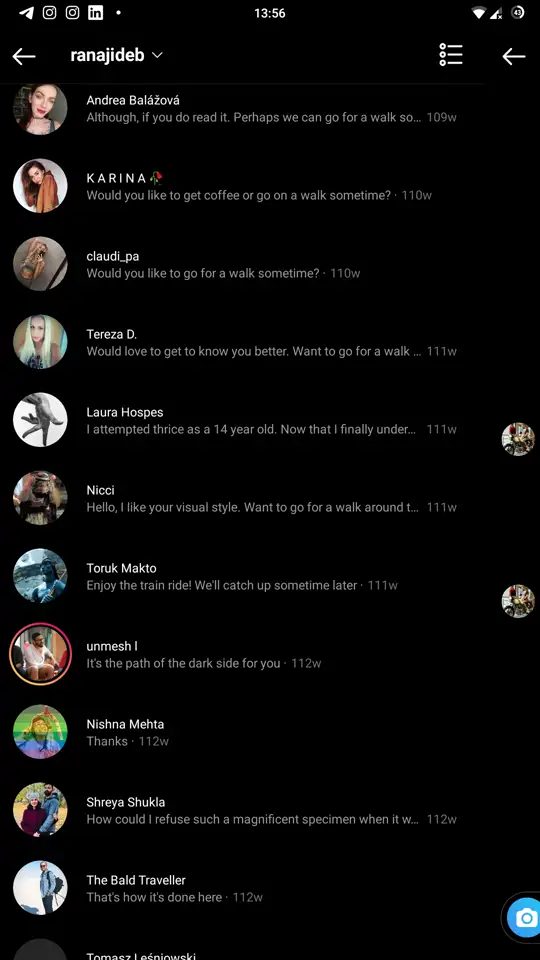 13:56
43
ranajideb
Andrea Balážová
Although, if you do read it. Perhaps we can go for a walk so... 109w
K A R I N A🥀
Would you like to get coffee or go on a walk sometime? · 110w
claudi_pa
Would you like to go for a walk sometime? · 110w
Tereza D.
Would love to get to know you better. Want to go for a walk ... 111w
Laura Hospes
I attempted thrice as a 14 year old. Now that I finally under... 111w
Nicci
Hello, I like your visual style. Want to go for a walk around t... 111w
Toruk Makto
Enjoy the train ride! We'll catch up sometime later · 111w
unmesh l
It's the path of the dark side for you · 112w
Nishna Mehta
Thanks · 112w
Shreya Shukla
How could I refuse such a magnificent specimen when it w... 112w
The Bald Traveller
That's how it's done here · 112w
Tomasz Leśniowski